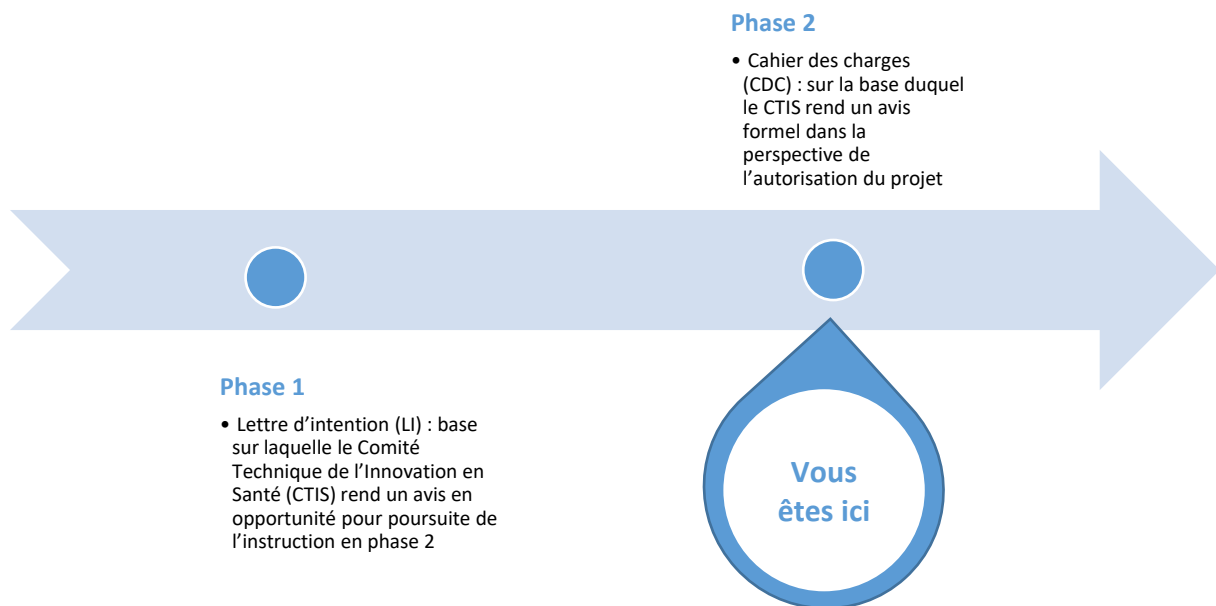 Phase 2
• Cahier des charges
(CDC) : sur la base duquel
le CTIS rend un avis
formel dans la
perspective de
l’autorisation du projet
Phase 1
• Lettre d’intention (LI) : base
sur laquelle le Comité
Technique de l’Innovation en
Santé (CTIS) rend un avis en
opportunité pour poursuite de
l’instruction en phase 2
Vous
êtes ici